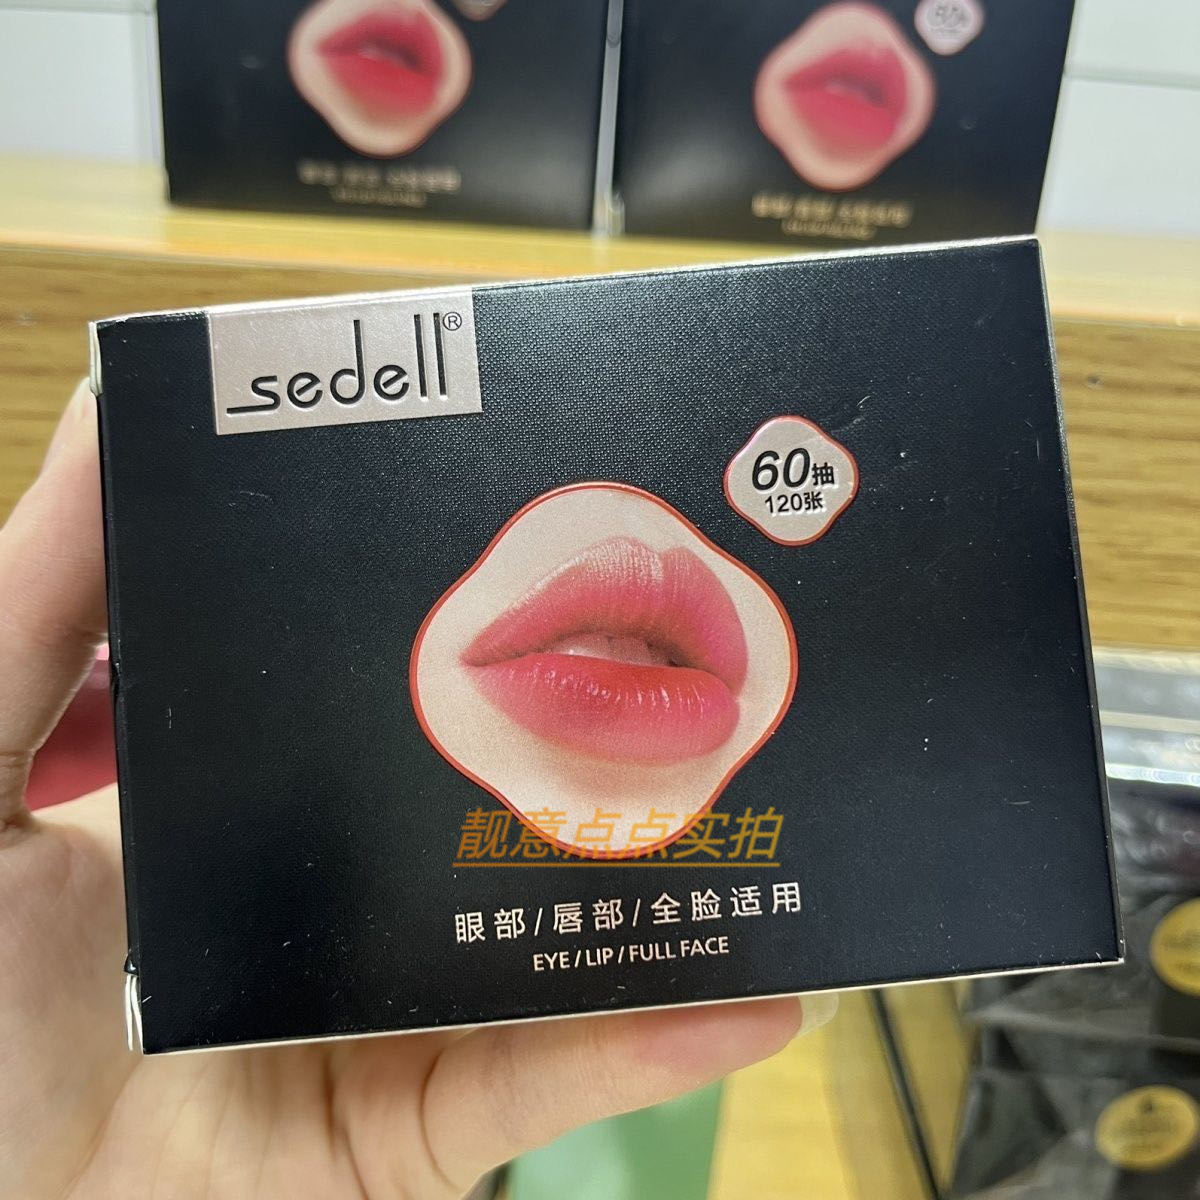 sedell®
60抽
120张
靓意点点实拍
眼部/唇部/全脸适用
EYE/LIP/FULL FACE